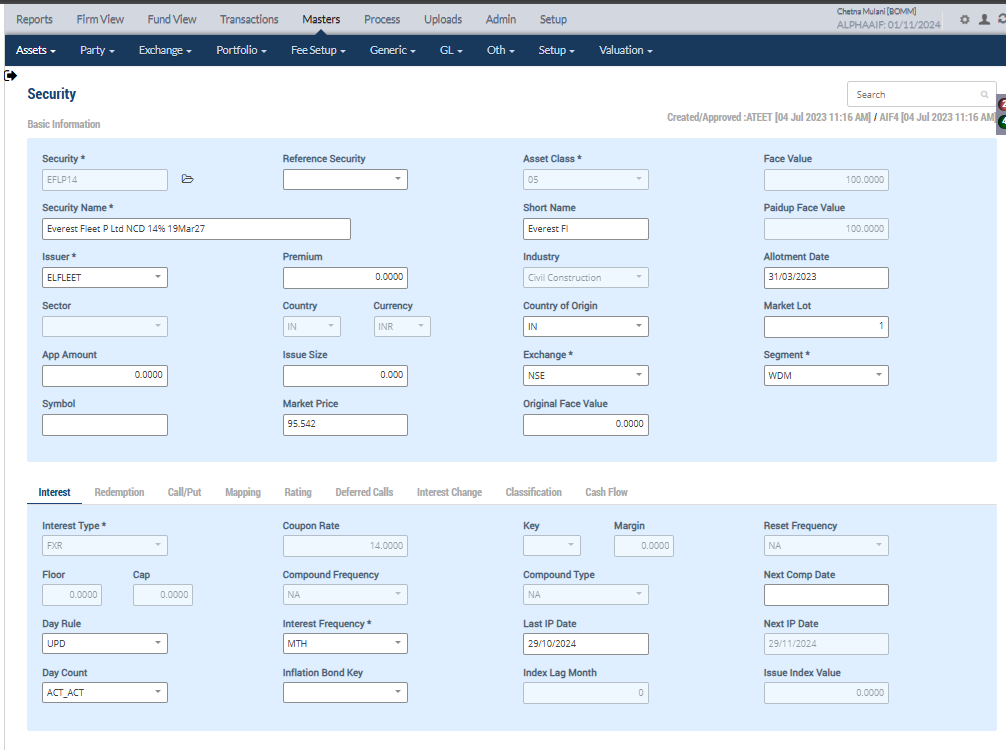 Reports Firm View Fund View Transactions Masters Process Uploads Admin Setup
Chetna Mulani [BOMM]
ALPHAAIF: 01/11/2024
Assets Party Exchange Portfolio Fee Setup Generic GL Oth Setup Valuation
Security
Search
Basic Information
Created/Approved :ATEET [04 Jul 2023 11:16 AM] / AIF4 [04 Jul 2023 11:16 AM]
Security * Reference Security Asset Class * Face Value
EFLP14 05 100.0000
Security Name * Short Name Paidup Face Value
Everest Fleet P Ltd NCD 14% 19Mar27 Everest Fl 100.0000
Issuer * Premium Industry Allotment Date
ELFLEET 0.0000 Civil Construction 31/03/2023
Sector Country Currency Country of Origin Market Lot
IN INR IN 1
App Amount Issue Size Exchange * Segment *
0.0000 0.000 NSE WDM
Symbol Market Price Original Face Value
95.542 0.0000
Interest Redemption Call/Put Mapping Rating Deferred Calls Interest Change Classification Cash Flow
Interest Type * Coupon Rate Key Margin Reset Frequency
FXR 14.0000 0.0000 NA
Floor Cap Compound Frequency Compound Type Next Comp Date
0.0000 0.0000 NA NA
Day Rule Interest Frequency * Last IP Date Next IP Date
UPD MTH 29/10/2024 29/11/2024
Day Count Inflation Bond Key Index Lag Month Issue Index Value
ACT_ACT 0 0.0000